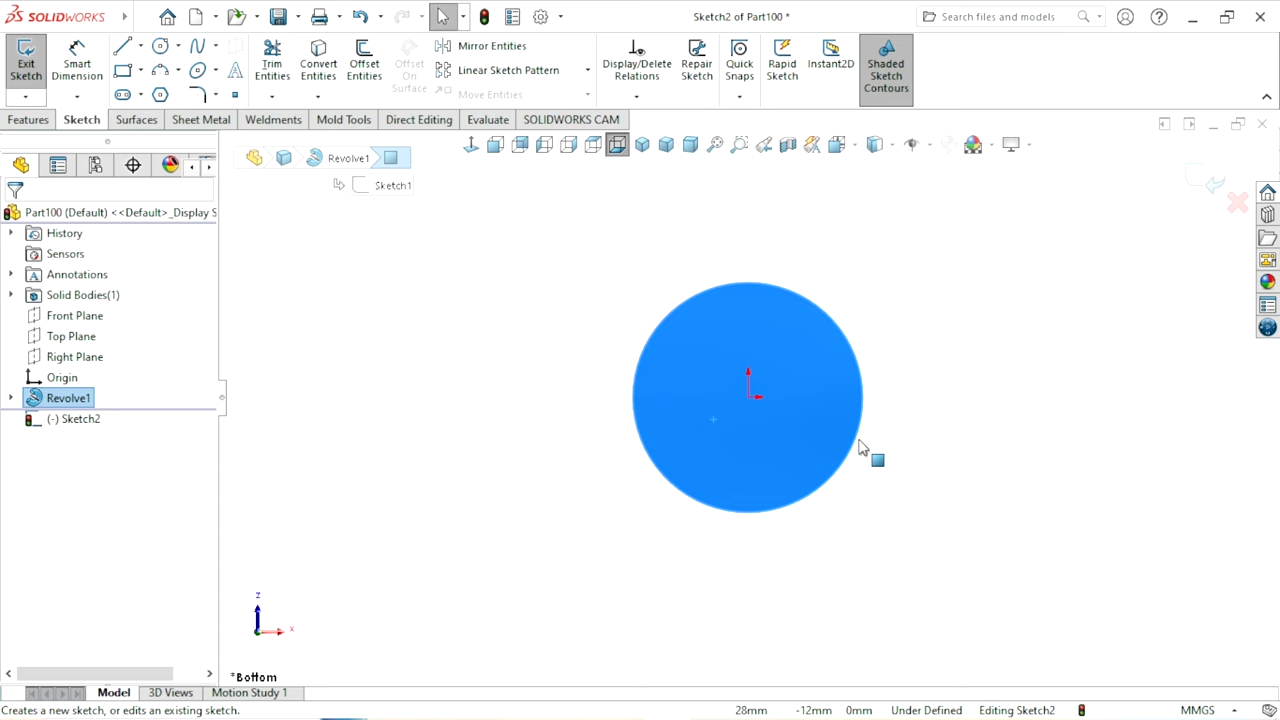 SOLIDWORKS
Sketch2 of Part100 *
Search files and models
Exit Sketch
Smart Dimension
Trim Entities
Convert Entities
Offset Entities
Offset On Surface
Mirror Entities
Linear Sketch Pattern
Move Entities
Display/Delete Relations
Repair Sketch
Quick Snaps
Rapid Sketch
Instant2D
Shaded Sketch Contours
Features
Sketch
Surfaces
Sheet Metal
Weldments
Mold Tools
Direct Editing
Evaluate
SOLIDWORKS CAM
Revolve1
Sketch1
Part100 (Default) <<Default>_Display S
History
Sensors
Annotations
Solid Bodies(1)
Front Plane
Top Plane
Right Plane
Origin
Revolve1
(-) Sketch2
z
x
*Bottom
Model
3D Views
Motion Study 1
Creates a new sketch, or edits an existing sketch.
28mm
-12mm
0mm
Under Defined
Editing Sketch2
MMGS